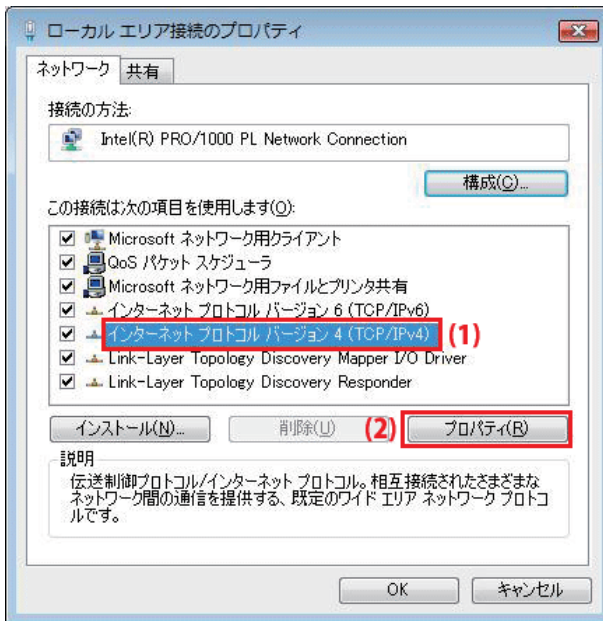 ローカル エリア接続のプロパティ
ネットワーク 共有
接続の方法:
Intel(R) PRO/1000 PL Network Connection
構成(C)...
この接続は次の項目を使用します(O):
Microsoft ネットワーク用クライアント
QoS パケット スケジューラ
Microsoft ネットワーク用ファイルとプリンタ共有
インターネット プロトコル バージョン 6 (TCP/IPv6)
インターネット プロトコル バージョン 4 (TCP/IPv4) (1)
Link-Layer Topology Discovery Mapper I/O Driver
Link-Layer Topology Discovery Responder
インストール(N)... 削除(U) (2) プロパティ(R)
説明
伝送制御プロトコル/インターネット プロトコル。相互接続されたさまざまな
ネットワーク間の通信を提供する、既定のワイド エリア ネットワーク プロトコ
ルです。
OK キャンセル